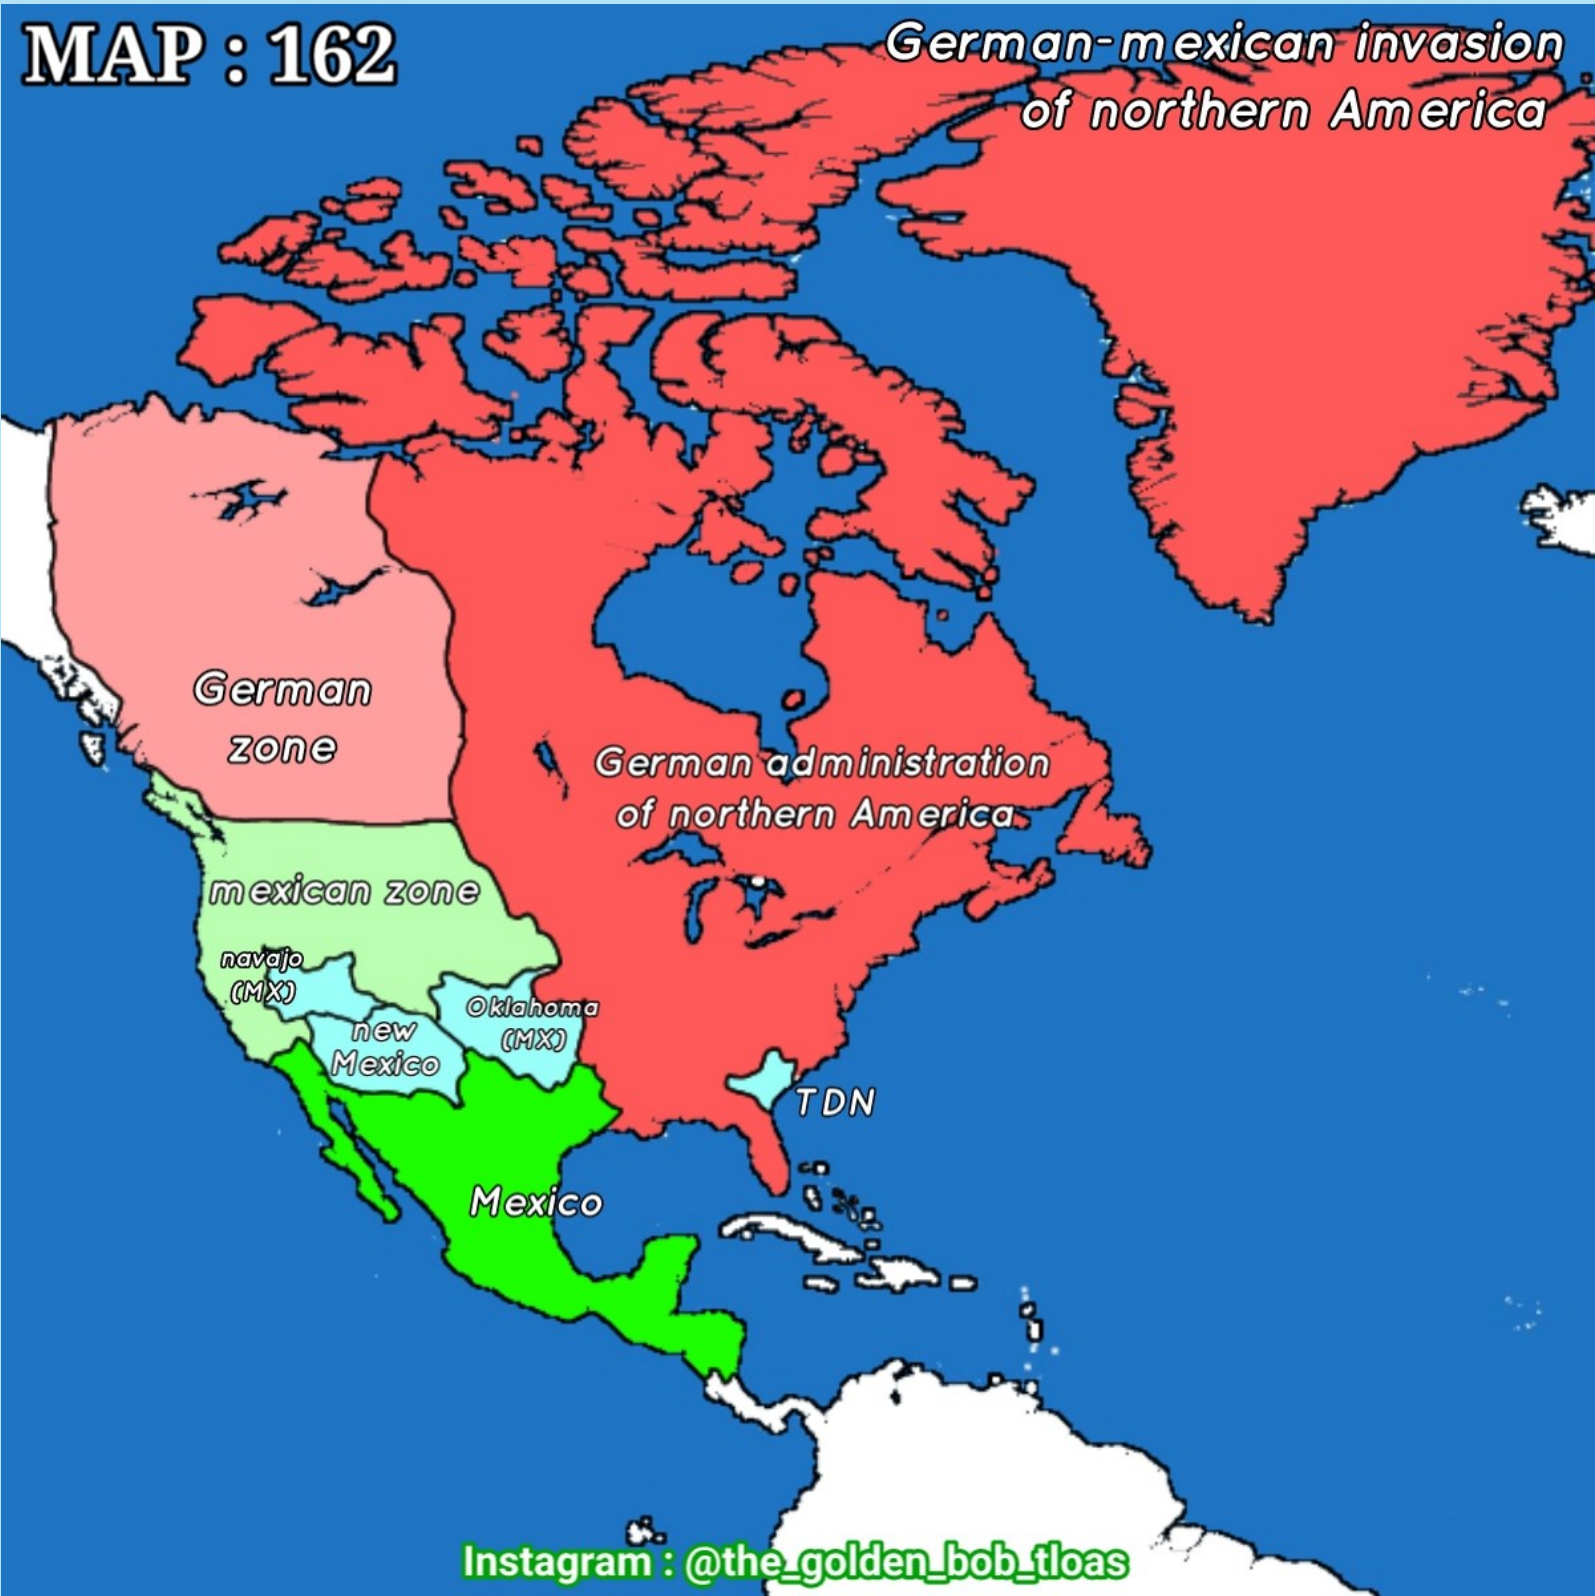 MAP : 162
German-mexican invasion
of northern America
German
zone
German administration
of northern America
mexican zone
navajo
(MX)
Oklahoma
(MX)
new
Mexico
TDN
Mexico
Instagram : @the_golden_bob_tloas